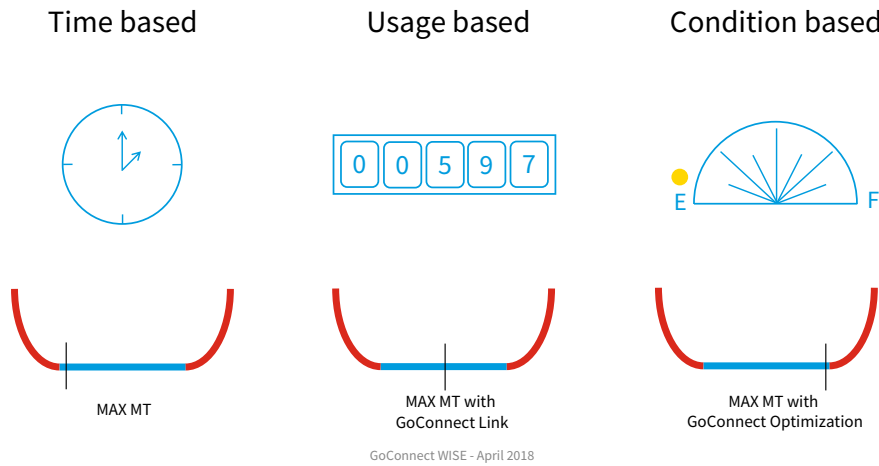 Time based
Usage based
Condition based
0 0 5 9 7
E
F
MAX MT
MAX MT with
GoConnect Link
MAX MT with
GoConnect Optimization
GoConnect WISE - April 2018